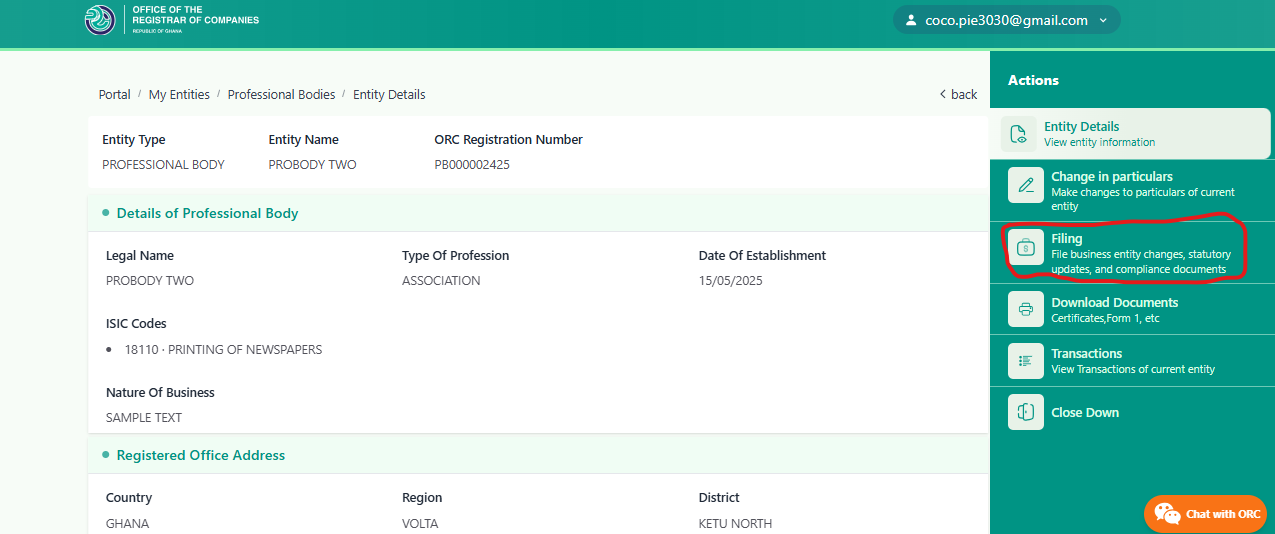 OFFICE OF THE
REGISTRAR OF COMPANIES
REPUBLIC OF GHANA
coco.pie3030@gmail.com
Portal / My Entities / Professional Bodies / Entity Details
< back
Entity Type Entity Name ORC Registration Number
PROFESSIONAL BODY PROBODY TWO PB000002425
Details of Professional Body
Legal Name Type Of Profession Date Of Establishment
PROBODY TWO ASSOCIATION 15/05/2025
ISIC Codes
• 18110 · PRINTING OF NEWSPAPERS
Nature Of Business
SAMPLE TEXT
Registered Office Address
Country Region District
GHANA VOLTA KETU NORTH
Actions
Entity Details
View entity information
Change in particulars
Make changes to particulars of current
entity
Filing
File business entity changes, statutory
updates, and compliance documents
Download Documents
Certificates,Form 1, etc
Transactions
View Transactions of current entity
Close Down
Chat with ORC